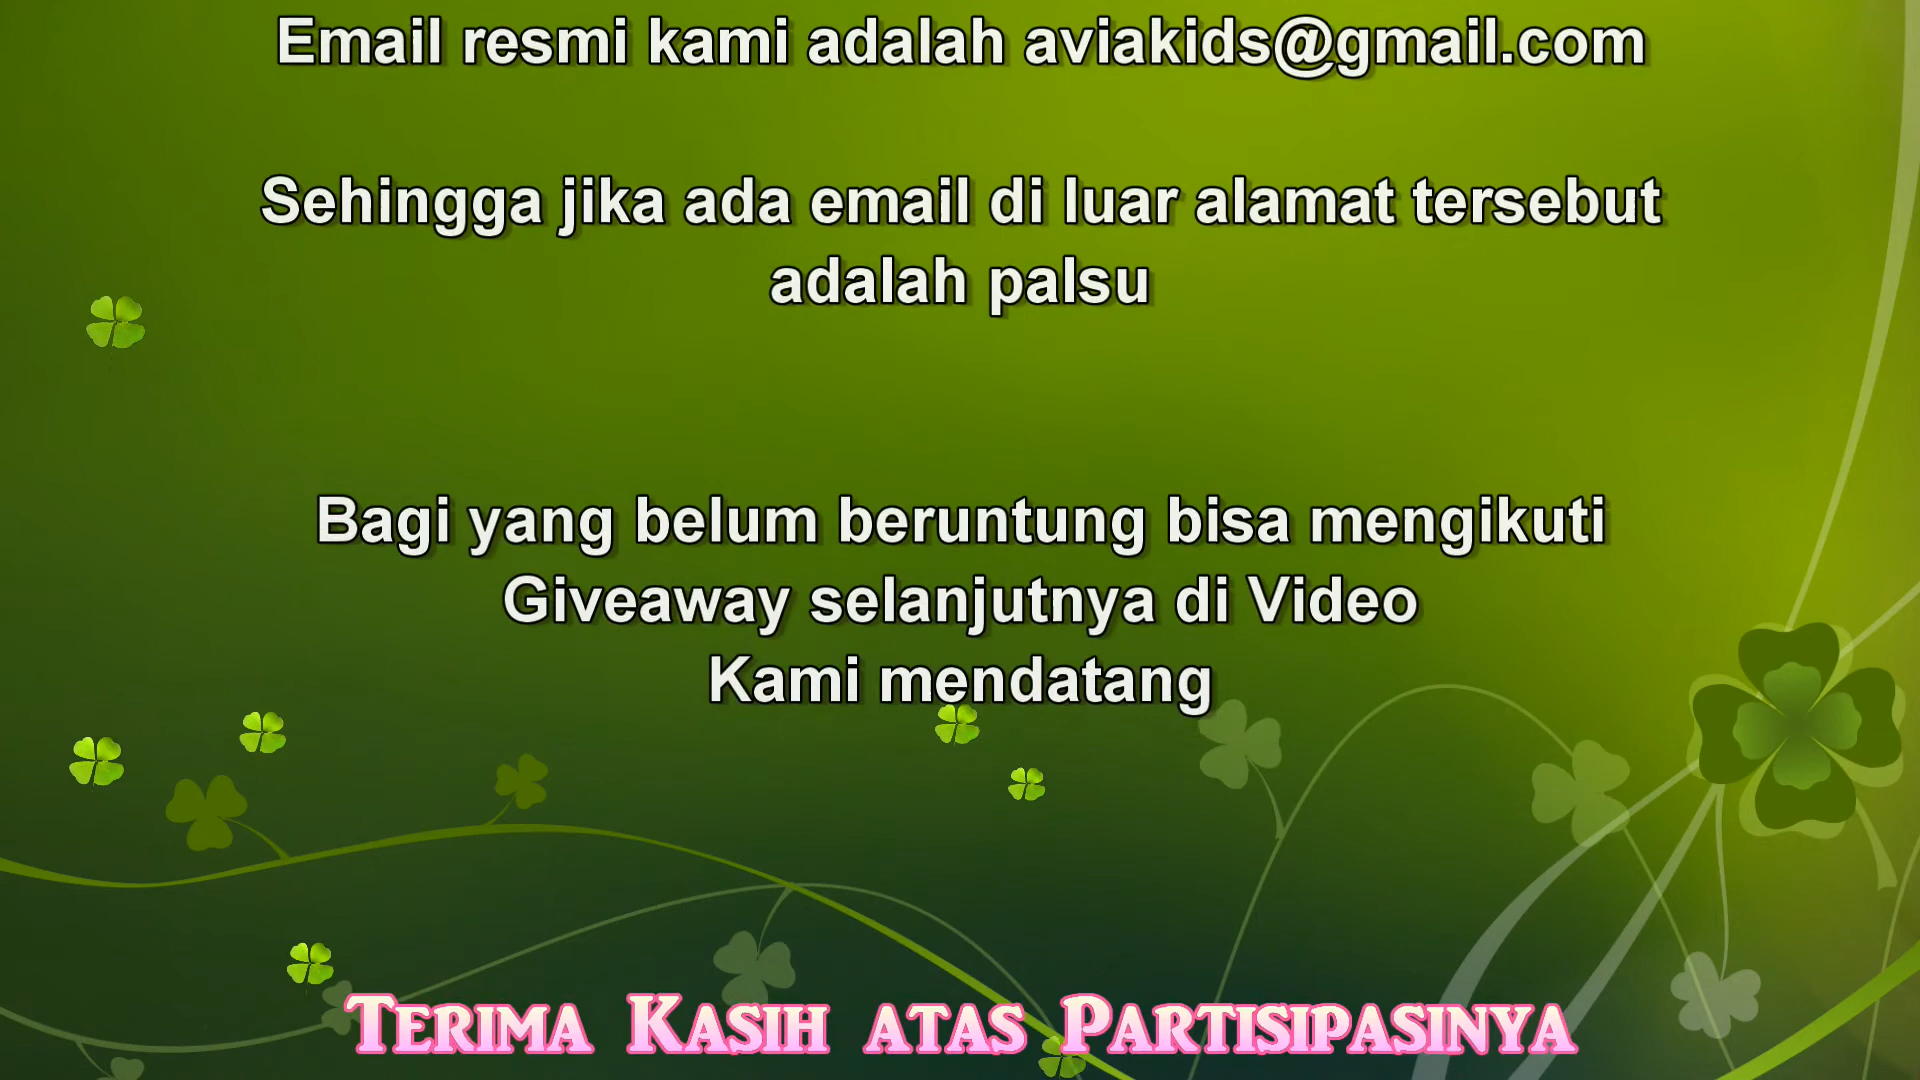 Email resmi kami adalah aviakids@gmail.com
Sehingga jika ada email di luar alamat tersebut
adalah palsu
Bagi yang belum beruntung bisa mengikuti
Giveaway selanjutnya di Video
Kami mendatang
Terima Kasih atas Partisipasinya